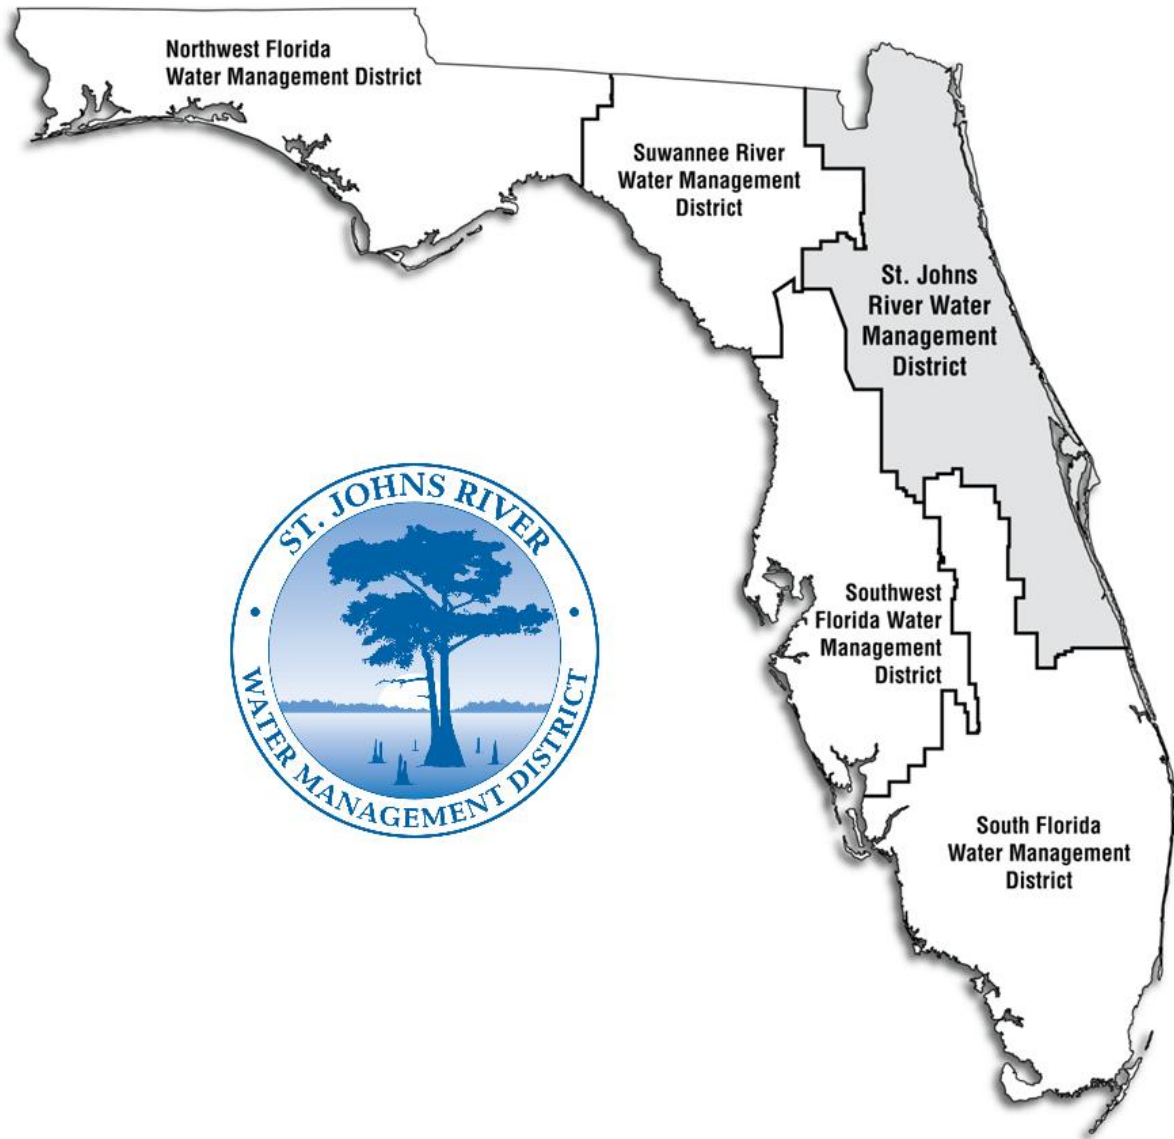 Northwest Florida
Water Management District
Suwannee River
Water Management
District
St. Johns
River Water
Management
District
ST. JOHNS RIVER
WATER MANAGEMENT DISTRICT
Southwest
Florida Water
Management
District
South Florida
Water Management
District